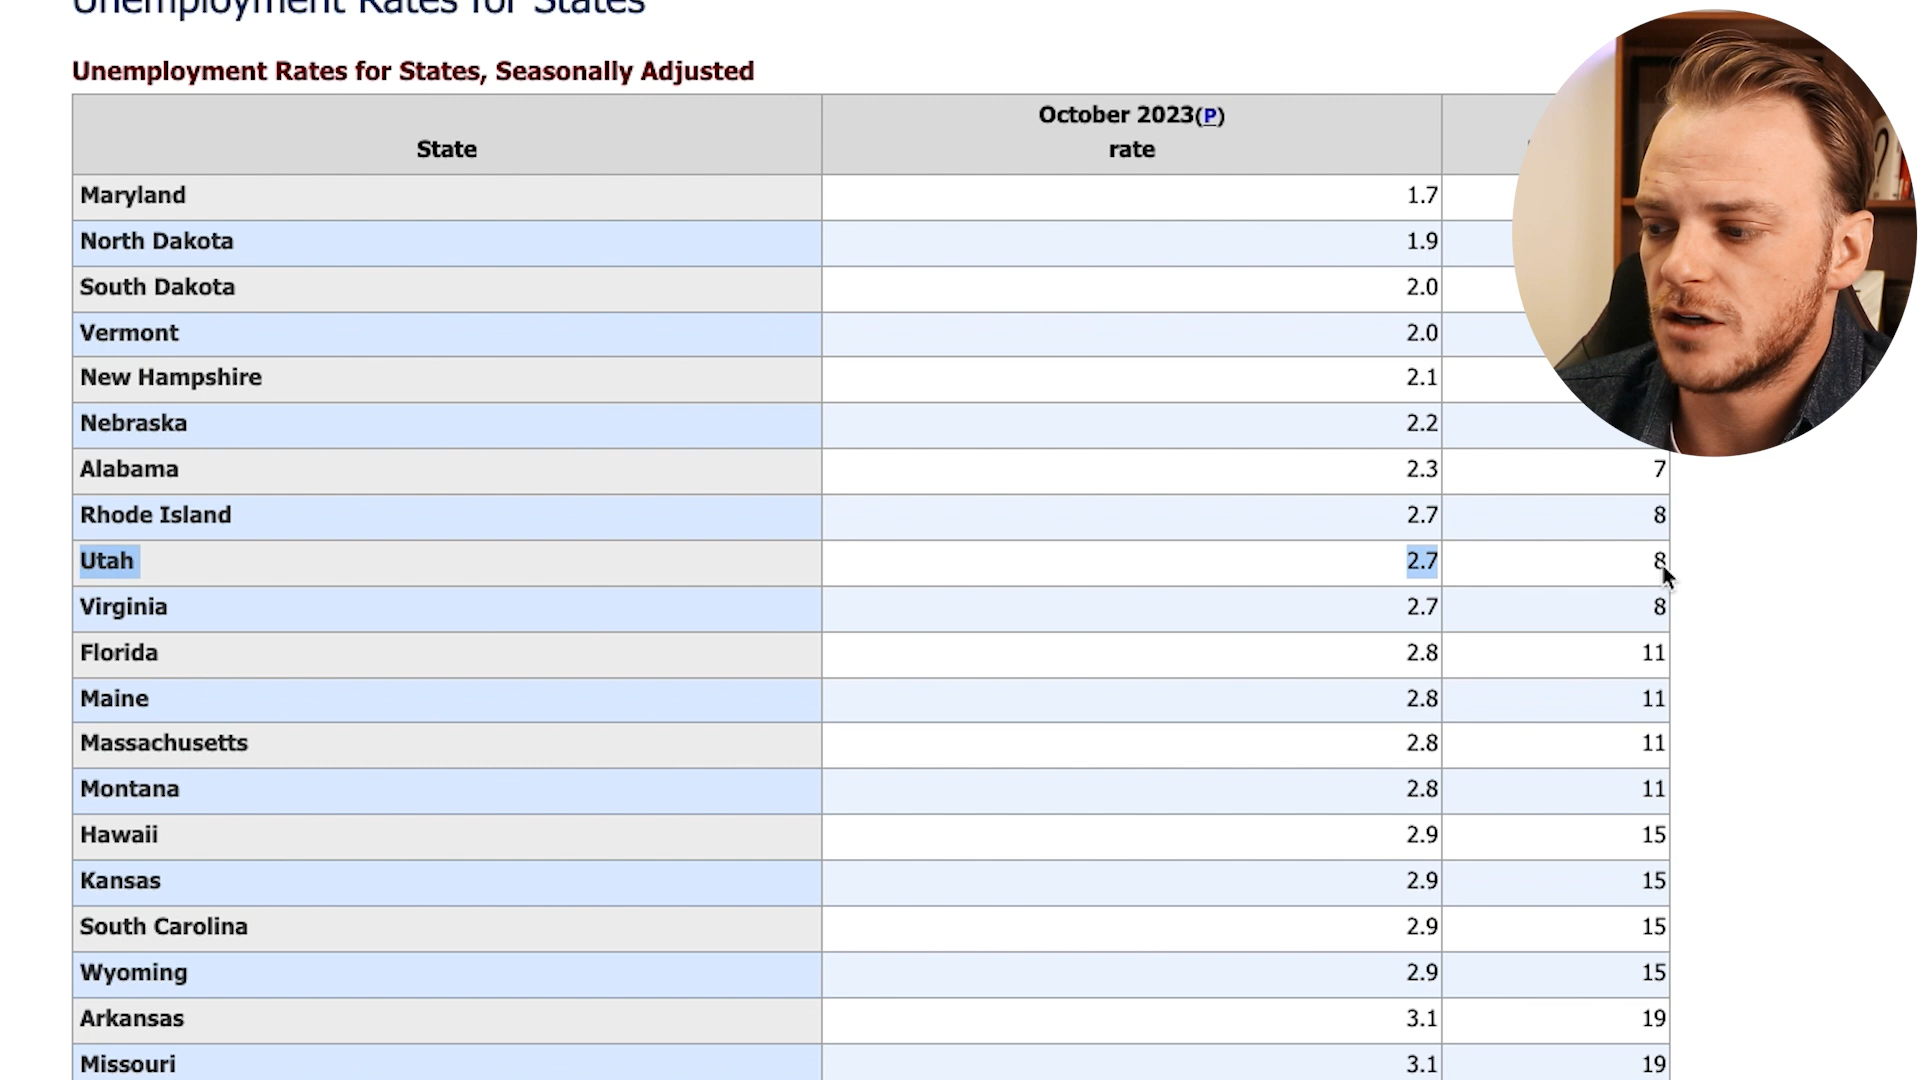 Unemployment Rates for States
Unemployment Rates for States, Seasonally Adjusted
State October 2023(P) rate
Maryland 1.7
North Dakota 1.9
South Dakota 2.0
Vermont 2.0
New Hampshire 2.1
Nebraska 2.2
Alabama 2.3 7
Rhode Island 2.7 8
Utah 2.7 8
Virginia 2.7 8
Florida 2.8 11
Maine 2.8 11
Massachusetts 2.8 11
Montana 2.8 11
Hawaii 2.9 15
Kansas 2.9 15
South Carolina 2.9 15
Wyoming 2.9 15
Arkansas 3.1 19
Missouri 3.1 19